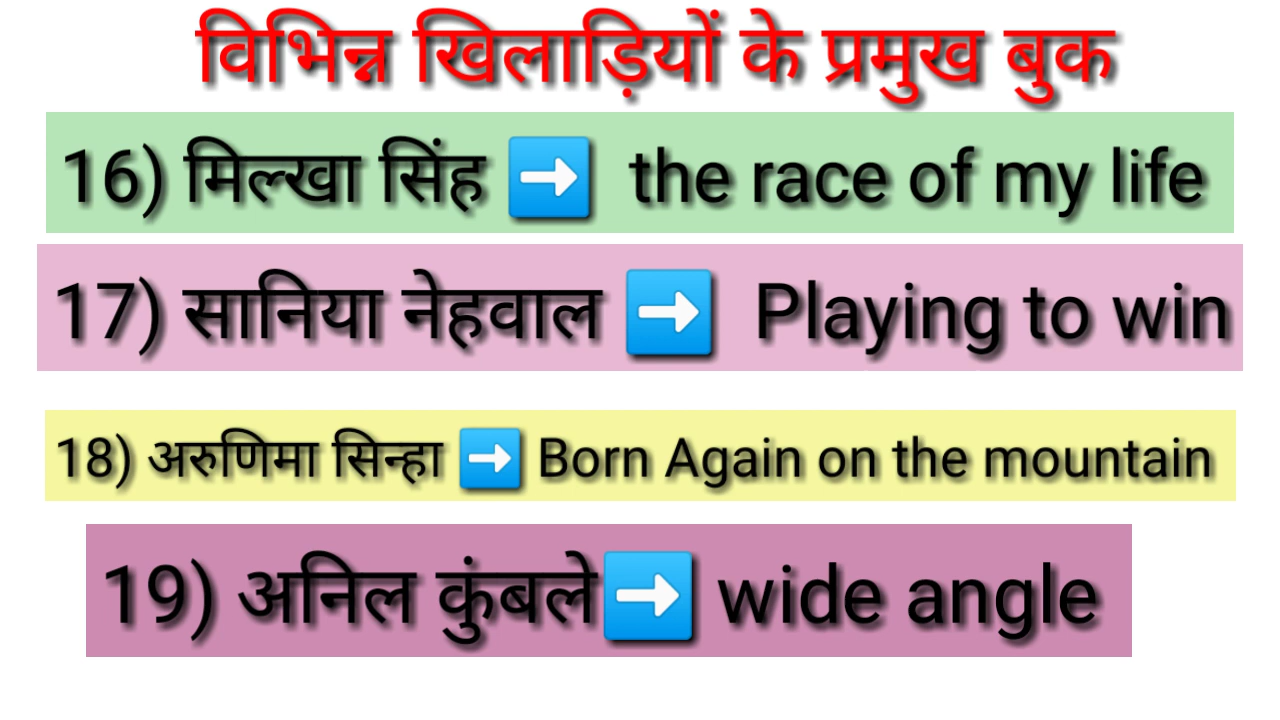 विभिन्न खिलाड़ियों के प्रमुख बुक
16) मिल्खा सिंह ➡️ the race of my life
17) सानिया नेहवाल ➡️ Playing to win
18) अरुणिमा सिन्हा ➡️ Born Again on the mountain
19) अनिल कुंबले ➡️ wide angle